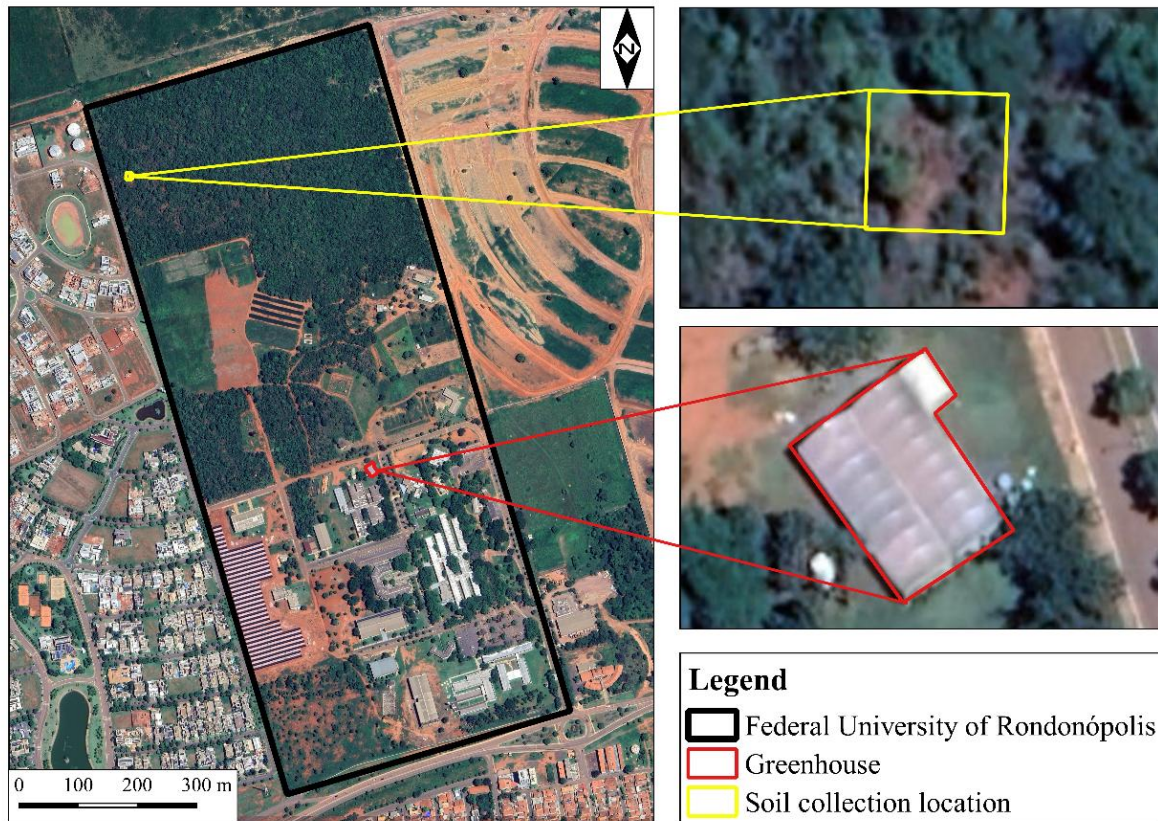 N
0 100 200 300 m
Legend
Federal University of Rondonópolis
Greenhouse
Soil collection location